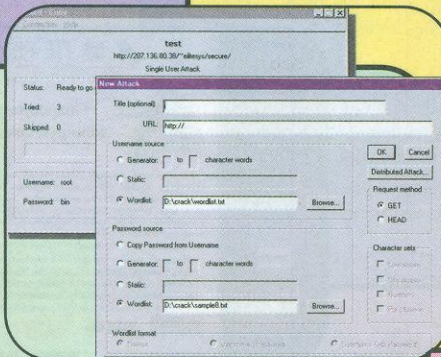 test
http://207.136.80.38/~elitesys/secure/
Single User Attack
Status: Ready to go
Tried: 3
Skipped: 0
Username: root
Password: bin
New Attack
Title (optional):
URL: http://
Username source
Generator: to character words
Static:
Wordlist: D:\crack\wordlist.txt Browse...
Password source
Copy Password from Username
Generator: to character words
Static:
Wordlist: D:\crack\sample8.txt Browse...
Wordlist format
OK Cancel
Distributed Attack...
Request method
GET
HEAD
Character sets